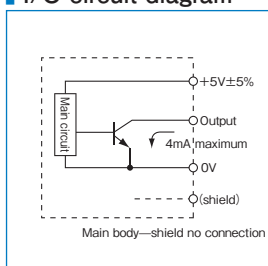 I/O circuit diagram
+5V±5%
Main circuit
Output
4mA maximum
0V
(shield)
Main body—shield no connection